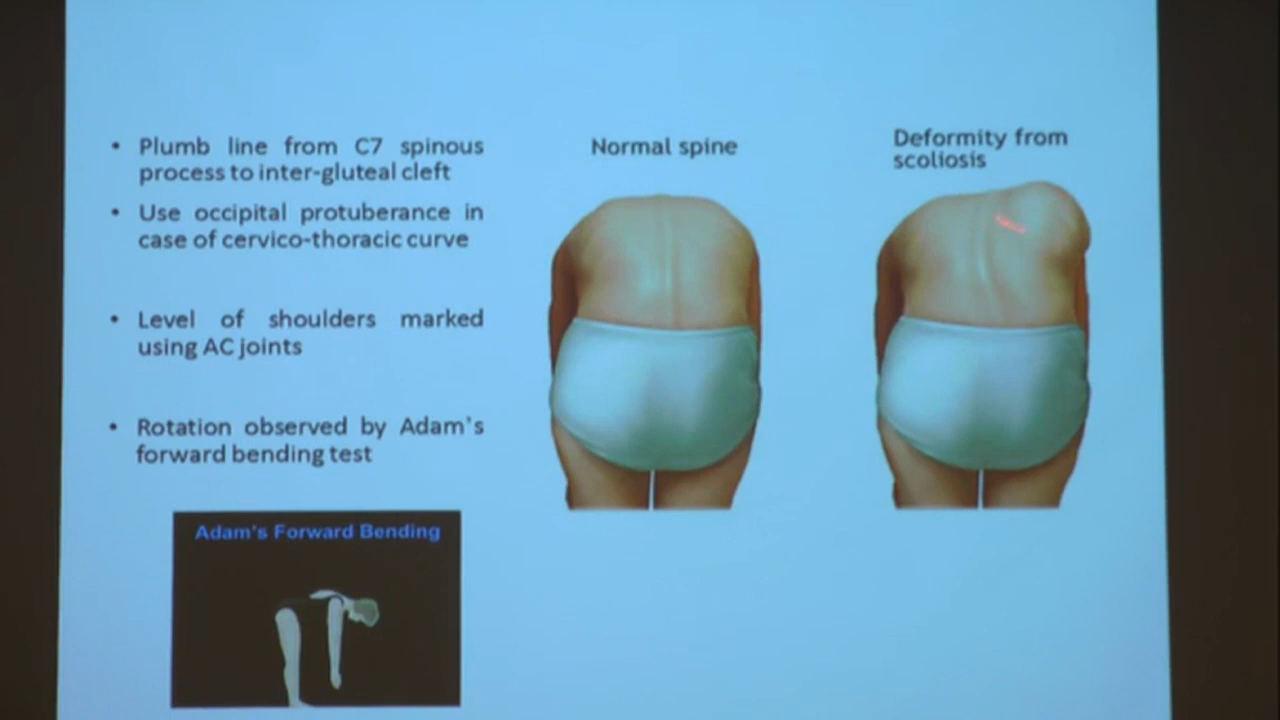 • Plumb line from C7 spinous
process to inter-gluteal cleft
• Use occipital protuberance in
case of cervico-thoracic curve
• Level of shoulders marked
using AC joints
• Rotation observed by Adam's
forward bending test
Adam's Forward Bending
Normal spine
Deformity from
scoliosis